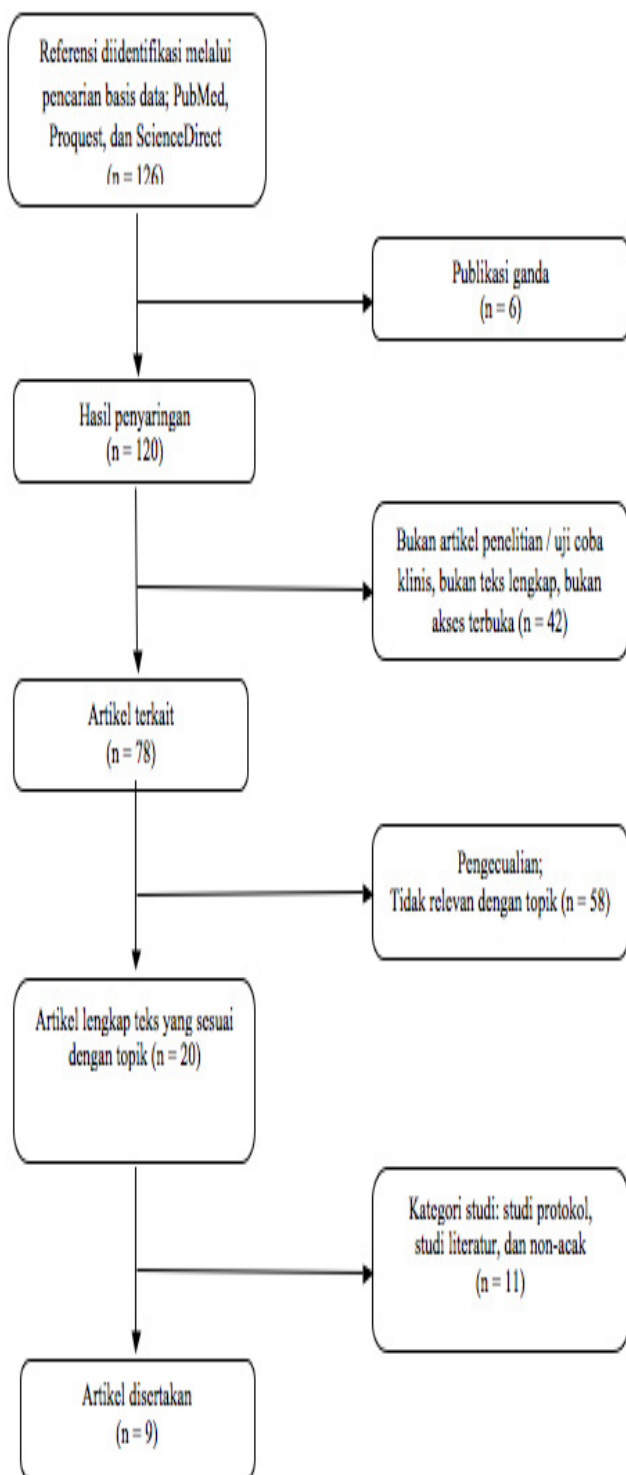 Referensi diidentifikasi melalui
pencarian basis data; PubMed,
Proquest, dan ScienceDirect
(n = 126)
Publikasi ganda
(n = 6)
Hasil penyaringan
(n = 120)
Bukan artikel penelitian / uji coba
klinis, bukan teks lengkap, bukan
akses terbuka (n = 42)
Artikel terkait
(n = 78)
Pengecualian;
Tidak relevan dengan topik (n = 58)
Artikel lengkap teks yang sesuai
dengan topik (n = 20)
Kategori studi: studi protokol,
studi literatur, dan non-acak
(n = 11)
Artikel disertakan
(n = 9)